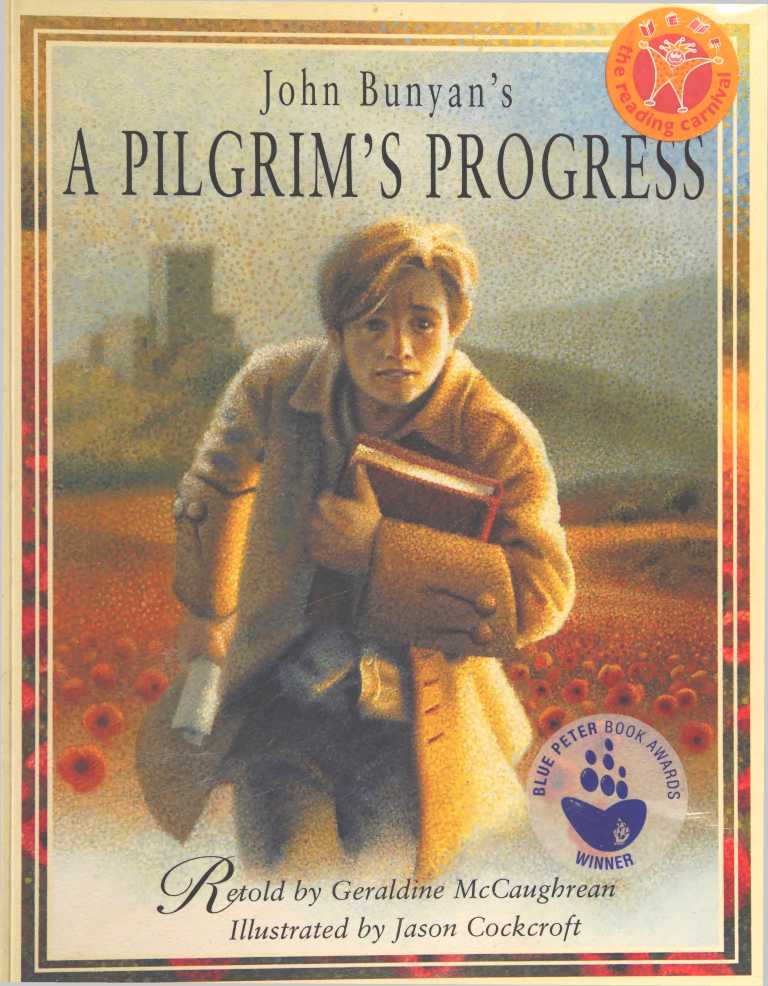 John Bunyan's
A PILGRIM'S PROGRESS
the reading carnival
BLUE PETER BOOK AWARDS
WINNER
Retold by Geraldine McCaughrean
Illustrated by Jason Cockcroft